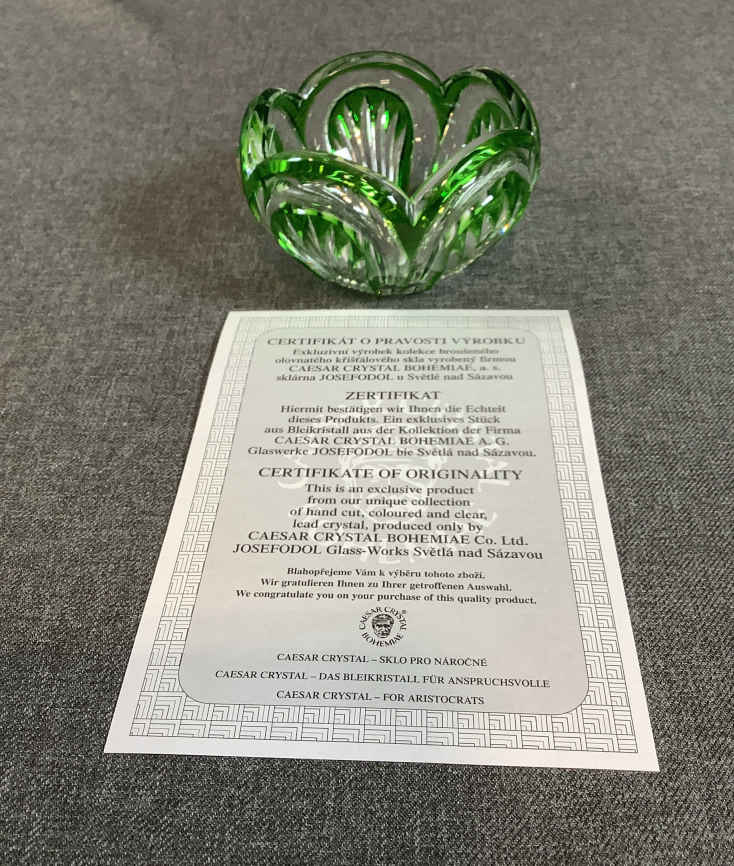 CERTIFIKÁT O PRAVOSTI VÝROBKU
Exkluzivní výrobek kolekce broušeného
olovnatého křišťálového skla vyrobený firmou
CAESAR CRYSTAL BOHEMIAE, a. s.
sklárna JOSEFODOL u Světlé nad Sázavou
ZERTIFIKAT
Hiermit bestätigen wir Ihnen die Echteit
dieses Produkts. Ein exklusives Stück
aus Bleikristall aus der Kollektion der Firma
CAESAR CRYSTAL BOHEMIAE A. G.
Glaswerke JOSEFODOL bie Světlá nad Sázavou.
CERTIFIKATE OF ORIGINALITY
This is an exclusive product
from our unique collection
of hand cut, coloured and clear,
lead crystal, produced only by
CAESAR CRYSTAL BOHEMIAE Co. Ltd.
JOSEFODOL Glass-Works Světlá nad Sázavou
Blahopřejeme Vám k výběru tohoto zboží.
Wir gratulieren Ihnen zu Ihrer getroffenen Auswahl.
We congratulate you on your purchase of this quality product.
CAESAR CRYSTAL ®
BOHEMIAE
CAESAR CRYSTAL – SKLO PRO NÁROČNÉ
CAESAR CRYSTAL – DAS BLEIKRISTALL FÜR ANSPRUCHSVOLLE
CAESAR CRYSTAL – FOR ARISTOCRATS